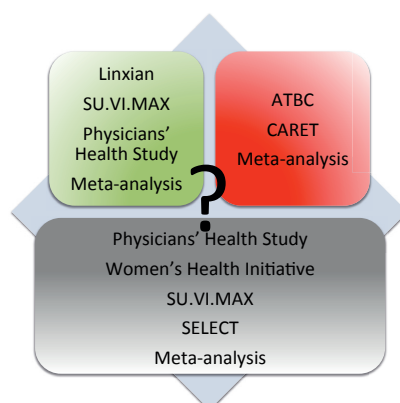 Linxian
SU.VI.MAX
Physicians’
Health Study
Meta-analysis
ATBC
CARET
Meta-analysis
?
Physicians’ Health Study
Women’s Health Initiative
SU.VI.MAX
SELECT
Meta-analysis